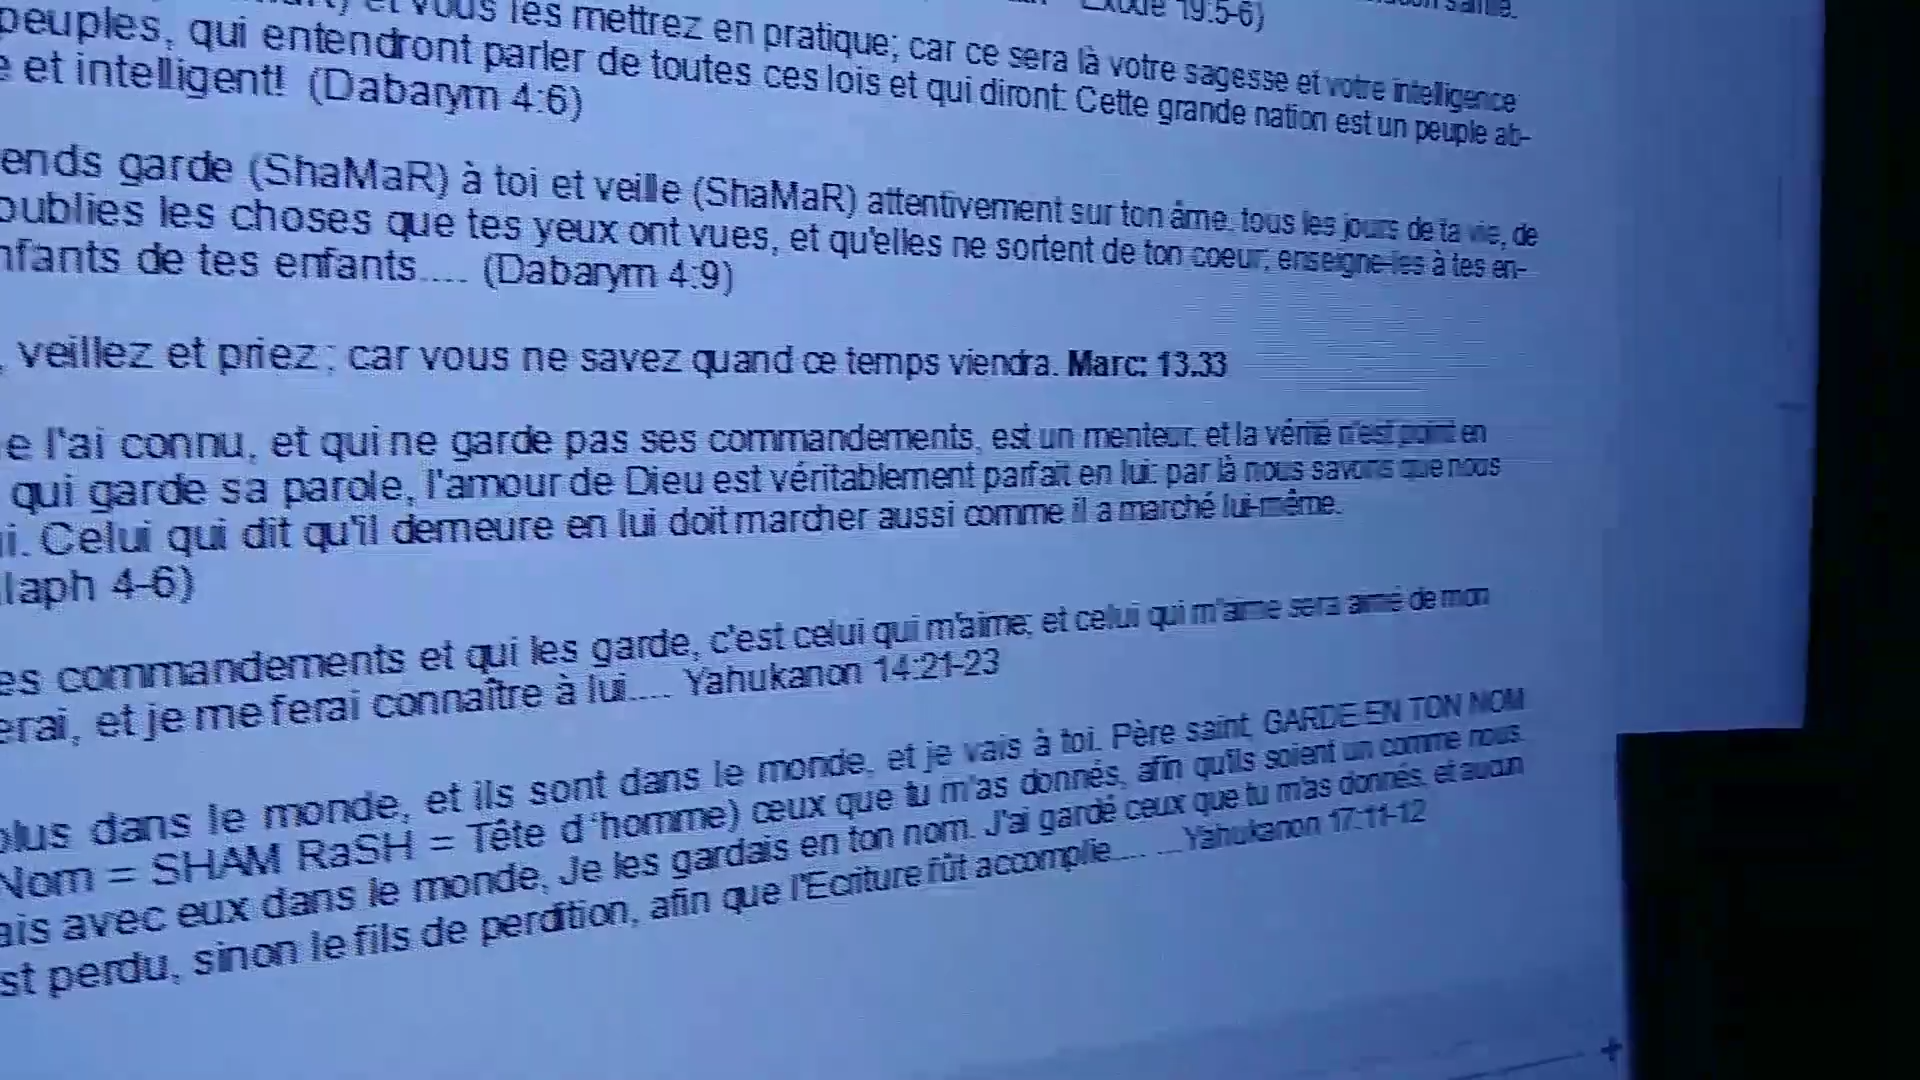 Exode 19:5-6)
et vous les mettrez en pratique; car ce sera là votre sagesse et votre intelligence
peuples, qui entendront parler de toutes ces lois et qui diront: Cette grande nation est un peuple ab-
et intelligent! (Dabarym 4:6)
ends garde (ShaMaR) à toi et veille (ShaMaR) attentivement sur ton âme, tous les jours de ta vie, de
oublies les choses que tes yeux ont vues, et qu'elles ne sortent de ton coeur; enseigne-les à tes en-
nfants de tes enfants.... (Dabarym 4:9)
, veillez et priez; car vous ne savez quand ce temps viendra. Marc: 13.33
e l'ai connu, et qui ne garde pas ses commandements, est un menteur, et la vérité n'est point en
qui garde sa parole, l'amour de Dieu est véritablement parfait en lui: par là nous savons que nous
i. Celui qui dit qu'il demeure en lui doit marcher aussi comme il a marché lui-même.
laph 4-6)
es commandements et qui les garde, c'est celui qui m'aime; et celui qui m'aime sera aimé de mon
erai, et je me ferai connaître à lui.... Yahukanon 14:21-23
plus dans le monde, et ils sont dans le monde, et je vais à toi. Père saint, GARDE EN TON NOM
Nom = SHAM RaSH = Tête d'homme) ceux que tu m'as donnés, afin qu'ils soient un comme nous.
ais avec eux dans le monde, Je les gardais en ton nom. J'ai gardé ceux que tu m'as donnés, et aucun
st perdu, sinon le fils de perdition, afin que l'Ecriture fût accomplie.... ....Yahukanon 17:11-12